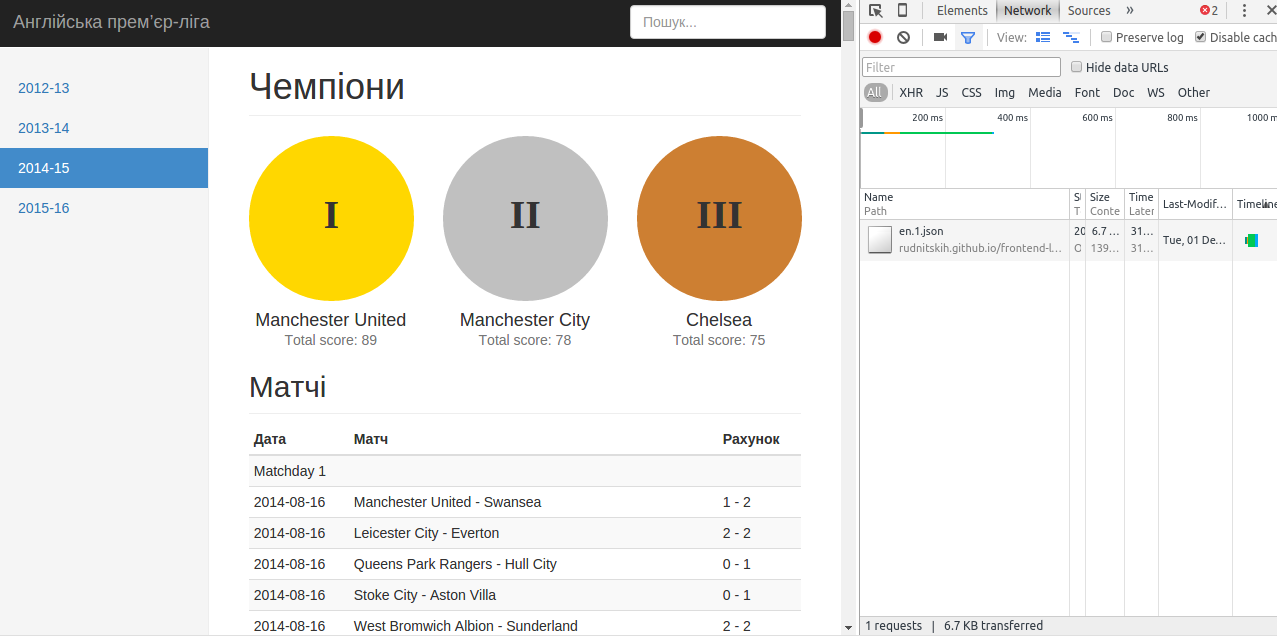 Англійська прем’єр-ліга
Пошук...
2012-13
2013-14
2014-15
2015-16
Чемпіони
I
II
III
Manchester United
Total score: 89
Manchester City
Total score: 78
Chelsea
Total score: 75
Матчі
Дата Матч Рахунок
Matchday 1
2014-08-16 Manchester United - Swansea 1 - 2
2014-08-16 Leicester City - Everton 2 - 2
2014-08-16 Queens Park Rangers - Hull City 0 - 1
2014-08-16 Stoke City - Aston Villa 0 - 1
2014-08-16 West Bromwich Albion - Sunderland 2 - 2
Elements Network Sources » 2
View: Preserve log Disable cach
Filter Hide data URLs
All XHR JS CSS Img Media Font Doc WS Other
200 ms 400 ms 600 ms 800 ms 1000 m
Name Size Time Last-Modif... Timeline
Path T Conte Later
en.1.json 20 6.7 ... 31... Tue, 01 De...
rudnitskih.github.io/frontend-l... 139... 31...
1 requests | 6.7 KB transferred